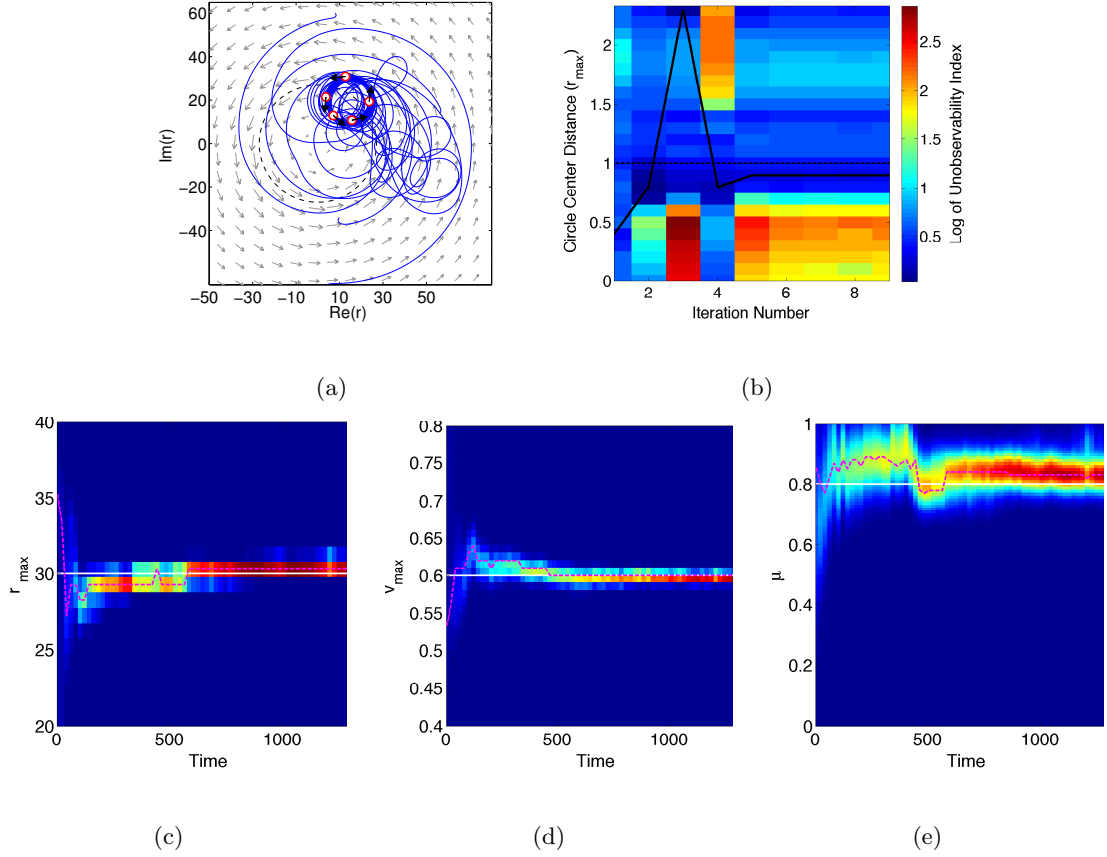 60
40
20
0
−20
−40
Im(r)
−50 −30 −10 10 30 50
Re(r)
(a)
2
1.5
1
0.5
0
Circle Center Distance (r_max)
2 4 6 8
Iteration Number
2.5
2
1.5
1
0.5
Log of Unobservability Index
(b)
40
35
30
25
20
r_max
0 500 1000
Time
(c)
0.8
0.75
0.7
0.65
0.6
0.55
0.5
0.45
0.4
v_max
0 500 1000
Time
(d)
1
0.8
0.6
0.4
0.2
0
μ
0 500 1000
Time
(e)